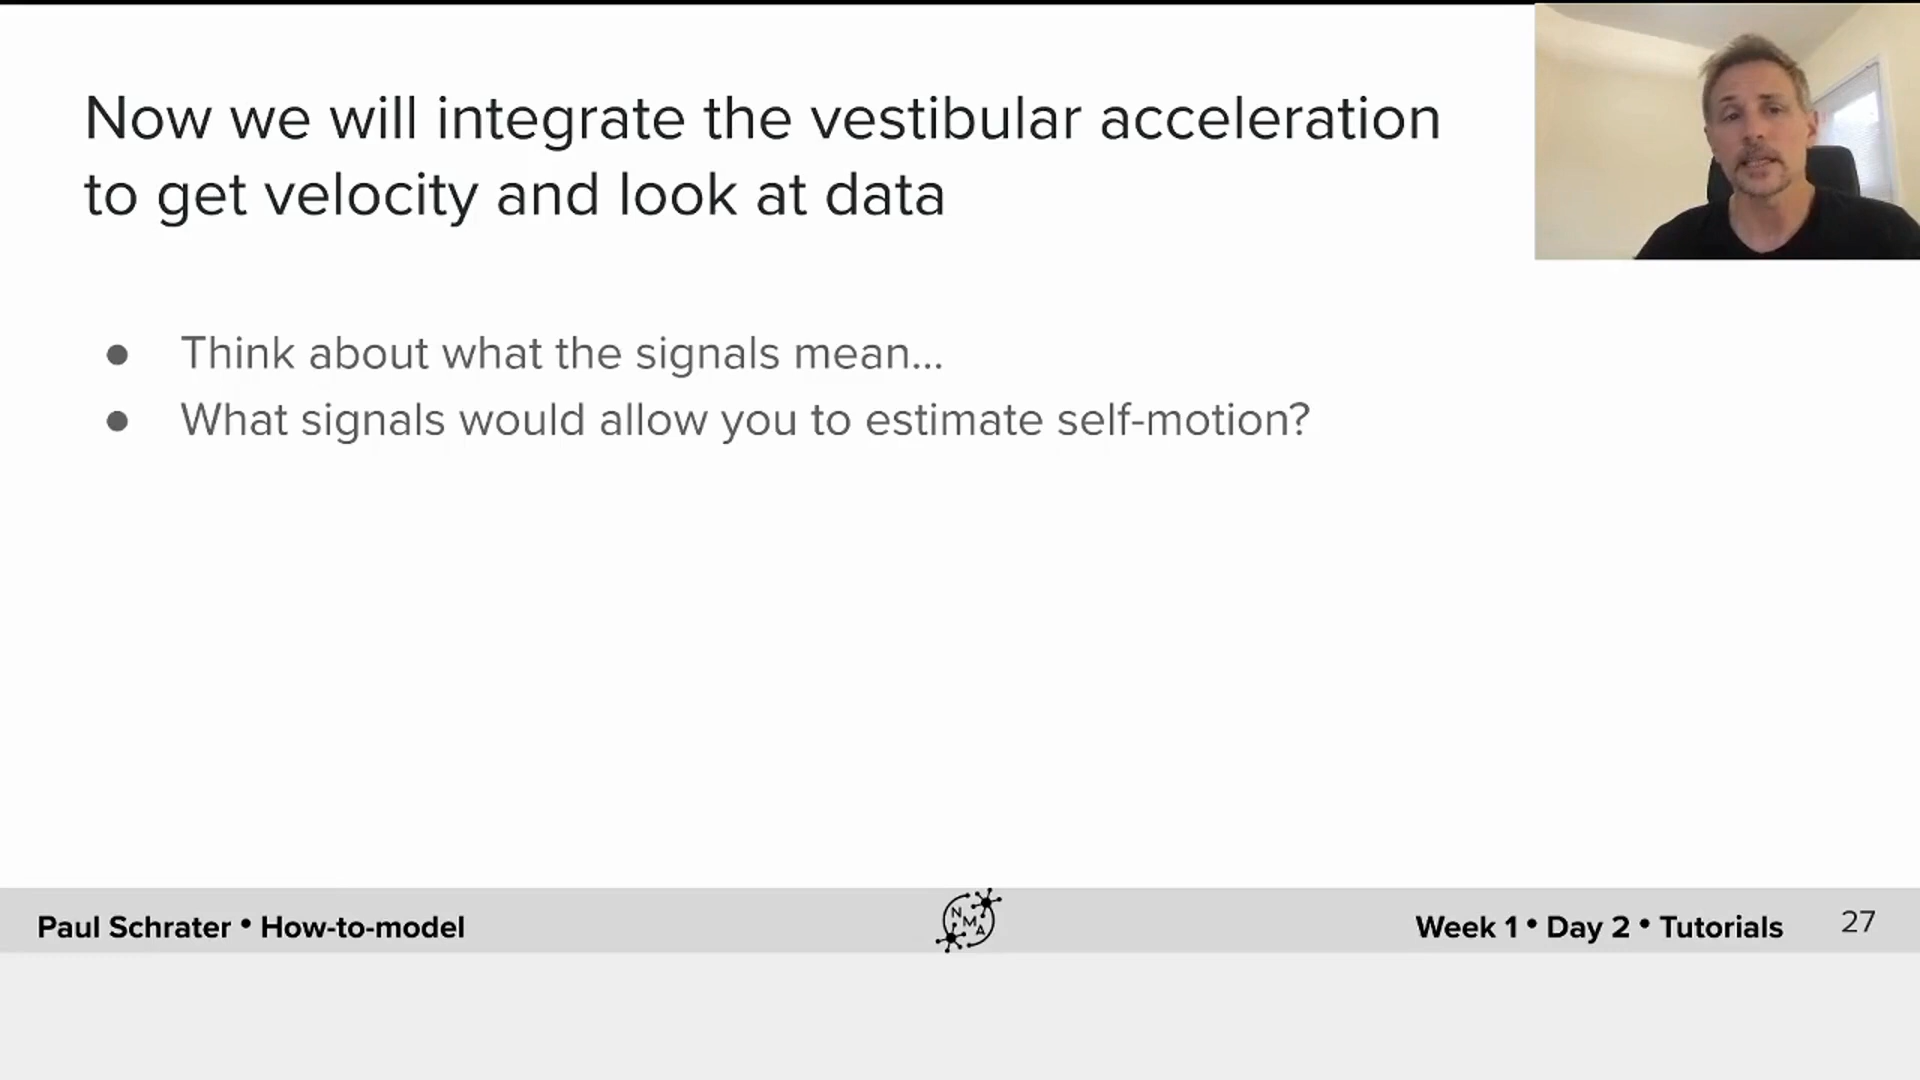 Now we will integrate the vestibular acceleration
to get velocity and look at data
● Think about what the signals mean...
● What signals would allow you to estimate self-motion?
Paul Schrater • How-to-model
N
M
A
Week 1 • Day 2 • Tutorials
27